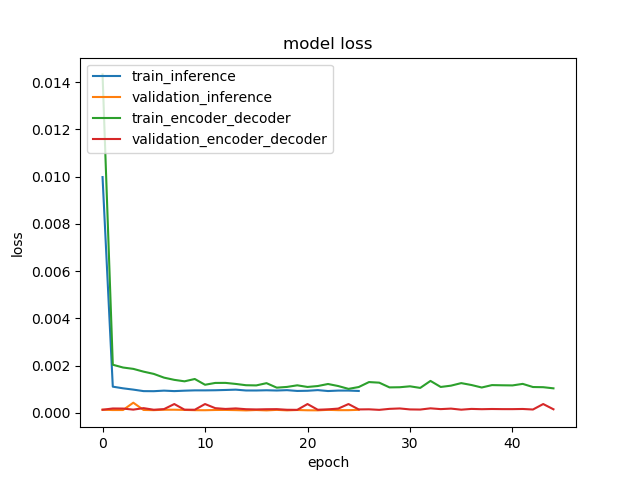 model loss
train_inference
validation_inference
train_encoder_decoder
validation_encoder_decoder
0.014
0.012
0.010
0.008
0.006
0.004
0.002
0.000
loss
0 10 20 30 40
epoch